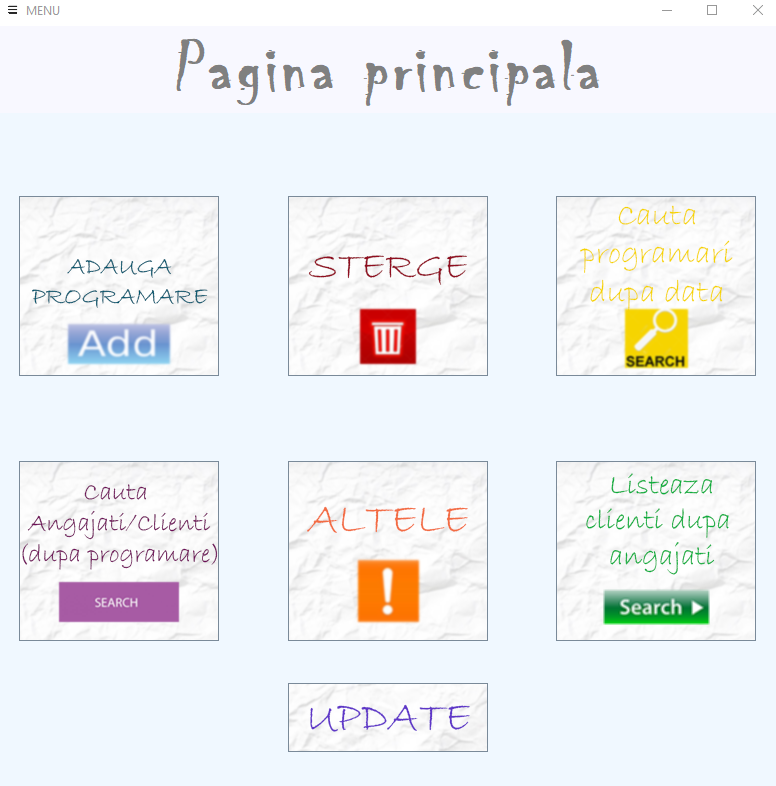 MENU
Pagina principala
ADAUGA
PROGRAMARE
Add
STERGE
Cauta
programari
dupa data
SEARCH
Cauta
Angajati/Clienti
(dupa programare)
SEARCH
ALTELE
!
Listeaza
clienti dupa
angajati
Search
UPDATE